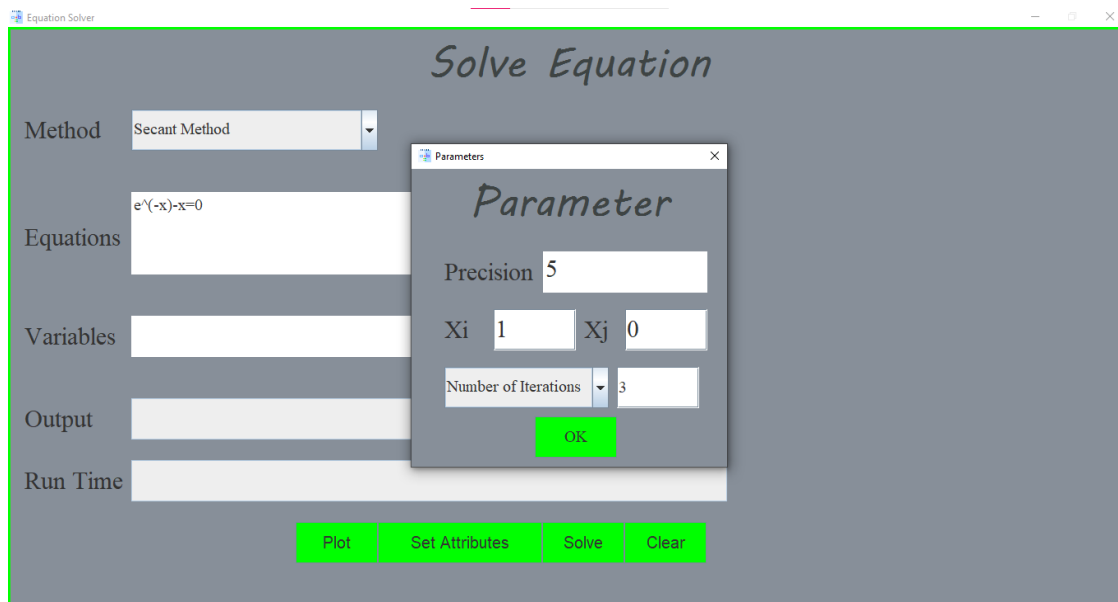 Equation Solver
Solve Equation
Method
Secant Method
Parameters
Parameter
Equations
e^(-x)-x=0
Precision
5
Xi
1
Xj
0
Variables
Number of Iterations
3
Output
OK
Run Time
Plot
Set Attributes
Solve
Clear